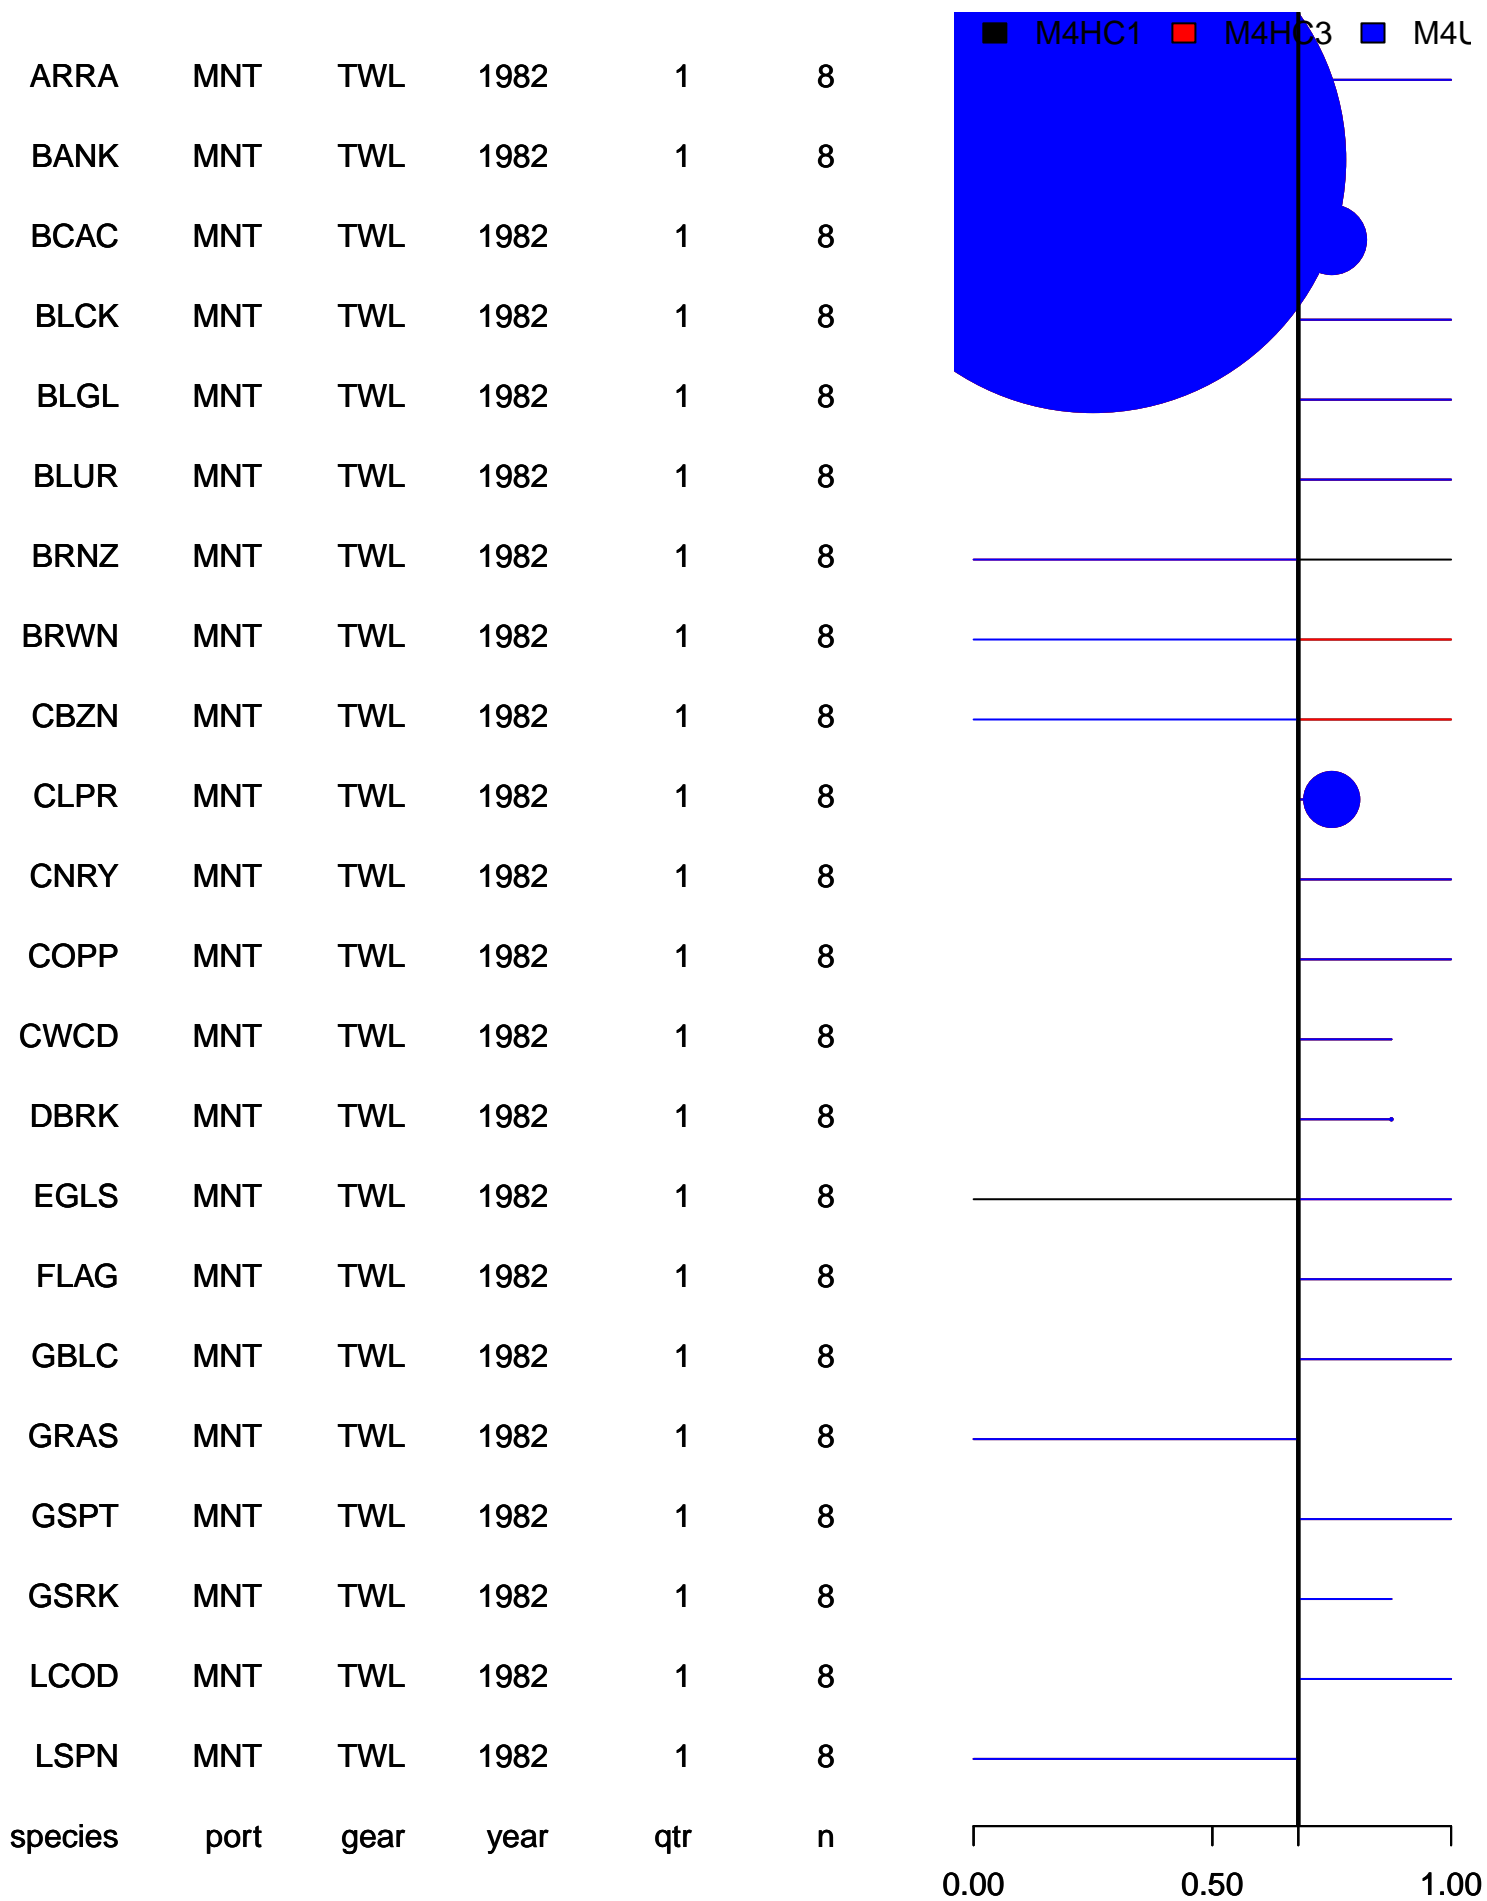 M4HC1 M4HC3
ARRA MNT TWL 1982 1 8
BANK MNT TWL 1982 1 8
BCAC MNT TWL 1982 1 8
BLCK MNT TWL 1982 1 8
BLGL MNT TWL 1982 1 8
BLUR MNT TWL 1982 1 8
BRNZ MNT TWL 1982 1 8
BRWN MNT TWL 1982 1 8
CBZN MNT TWL 1982 1 8
CLPR MNT TWL 1982 1 8
CNRY MNT TWL 1982 1 8
COPP MNT TWL 1982 1 8
CWCD MNT TWL 1982 1 8
DBRK MNT TWL 1982 1 8
EGLS MNT TWL 1982 1 8
FLAG MNT TWL 1982 1 8
GBLC MNT TWL 1982 1 8
GRAS MNT TWL 1982 1 8
GSPT MNT TWL 1982 1 8
GSRK MNT TWL 1982 1 8
LCOD MNT TWL 1982 1 8
LSPN MNT TWL 1982 1 8
species port gear year qtr n
0.00 0.50 1.00